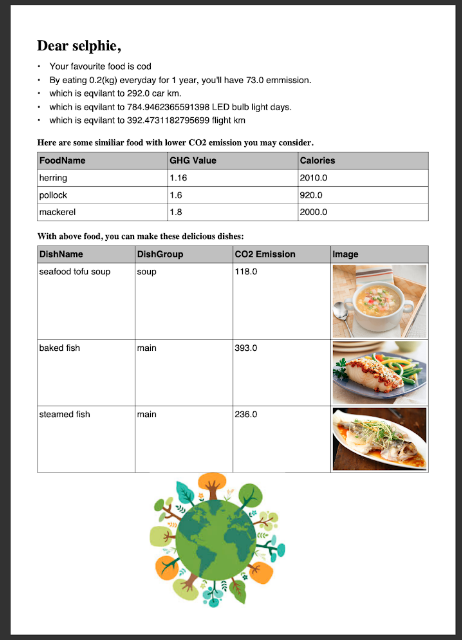 Dear selphie,
• Your favourite food is cod
• By eating 0.2(kg) everyday for 1 year, you'll have 73.0 emmission.
• which is eqvilant to 292.0 car km.
• which is eqvilant to 784.9462365591398 LED bulb light days.
• which is eqvilant to 392.4731182795699 flight km
Here are some similiar food with lower CO2 emission you may consider.
FoodName GHG Value Calories
herring 1.16 2010.0
pollock 1.6 920.0
mackerel 1.8 2000.0
With above food, you can make these delicious dishes:
DishName DishGroup CO2 Emission Image
seafood tofu soup soup 118.0
baked fish main 393.0
steamed fish main 236.0